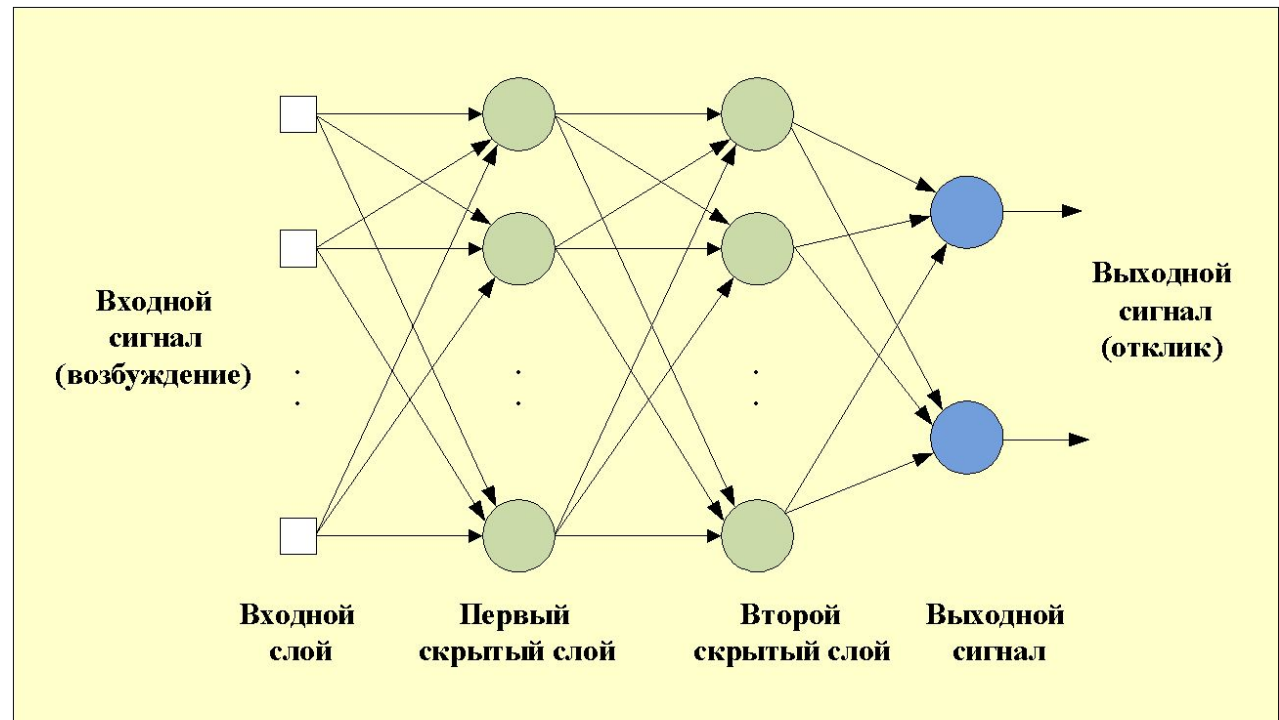 Входной
сигнал
(возбуждение)
Выходной
сигнал
(отклик)
Входной
слой
Первый
скрытый слой
Второй
скрытый слой
Выходной
сигнал